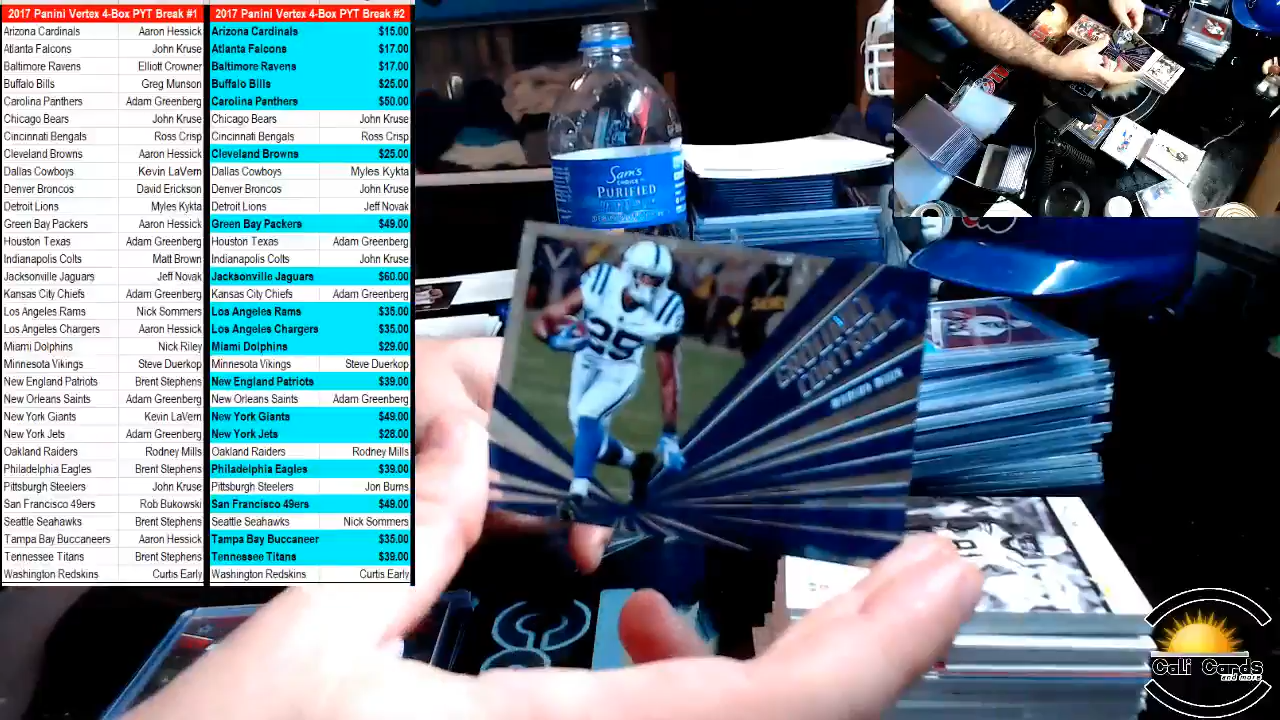 2017 Panini Vertex 4-Box PYT Break #1
Arizona Cardinals Aaron Hessick
Atlanta Falcons John Kruse
Baltimore Ravens Elliott Crowner
Buffalo Bills Greg Munson
Carolina Panthers Adam Greenberg
Chicago Bears John Kruse
Cincinnati Bengals Ross Crisp
Cleveland Browns Aaron Hessick
Dallas Cowboys Kevin LaVern
Denver Broncos David Erickson
Detroit Lions Myles Kykta
Green Bay Packers Aaron Hessick
Houston Texas Adam Greenberg
Indianapolis Colts Matt Brown
Jacksonville Jaguars Jeff Novak
Kansas City Chiefs Adam Greenberg
Los Angeles Rams Nick Sommers
Los Angeles Chargers Aaron Hessick
Miami Dolphins Nick Riley
Minnesota Vikings Steve Duerkop
New England Patriots Brent Stephens
New Orleans Saints Adam Greenberg
New York Giants Kevin LaVern
New York Jets Adam Greenberg
Oakland Raiders Rodney Mills
Philadelphia Eagles Brent Stephens
Pittsburgh Steelers John Kruse
San Francisco 49ers Rob Bukowski
Seattle Seahawks Brent Stephens
Tampa Bay Buccaneers Aaron Hessick
Tennessee Titans Brent Stephens
Washington Redskins Curtis Early
2017 Panini Vertex 4-Box PYT Break #2
Arizona Cardinals $15.00
Atlanta Falcons $17.00
Baltimore Ravens $17.00
Buffalo Bills $25.00
Carolina Panthers $50.00
Chicago Bears John Kruse
Cincinnati Bengals Ross Crisp
Cleveland Browns $25.00
Dallas Cowboys Myles Kykta
Denver Broncos John Kruse
Detroit Lions Jeff Novak
Green Bay Packers $49.00
Houston Texas Adam Greenberg
Indianapolis Colts John Kruse
Jacksonville Jaguars $60.00
Kansas City Chiefs Adam Greenberg
Los Angeles Rams $35.00
Los Angeles Chargers $35.00
Miami Dolphins $29.00
Minnesota Vikings Steve Duerkop
New England Patriots $39.00
New Orleans Saints Adam Greenberg
New York Giants $49.00
New York Jets $28.00
Oakland Raiders Rodney Mills
Philadelphia Eagles $39.00
Pittsburgh Steelers Jon Burns
San Francisco 49ers $49.00
Seattle Seahawks Nick Sommers
Tampa Bay Buccaneer $35.00
Tennessee Titans $39.00
Washington Redskins Curtis Early
Sam's
CHOICE
PURIFIED
GROUND
CONTROL
Cali Cards
and more